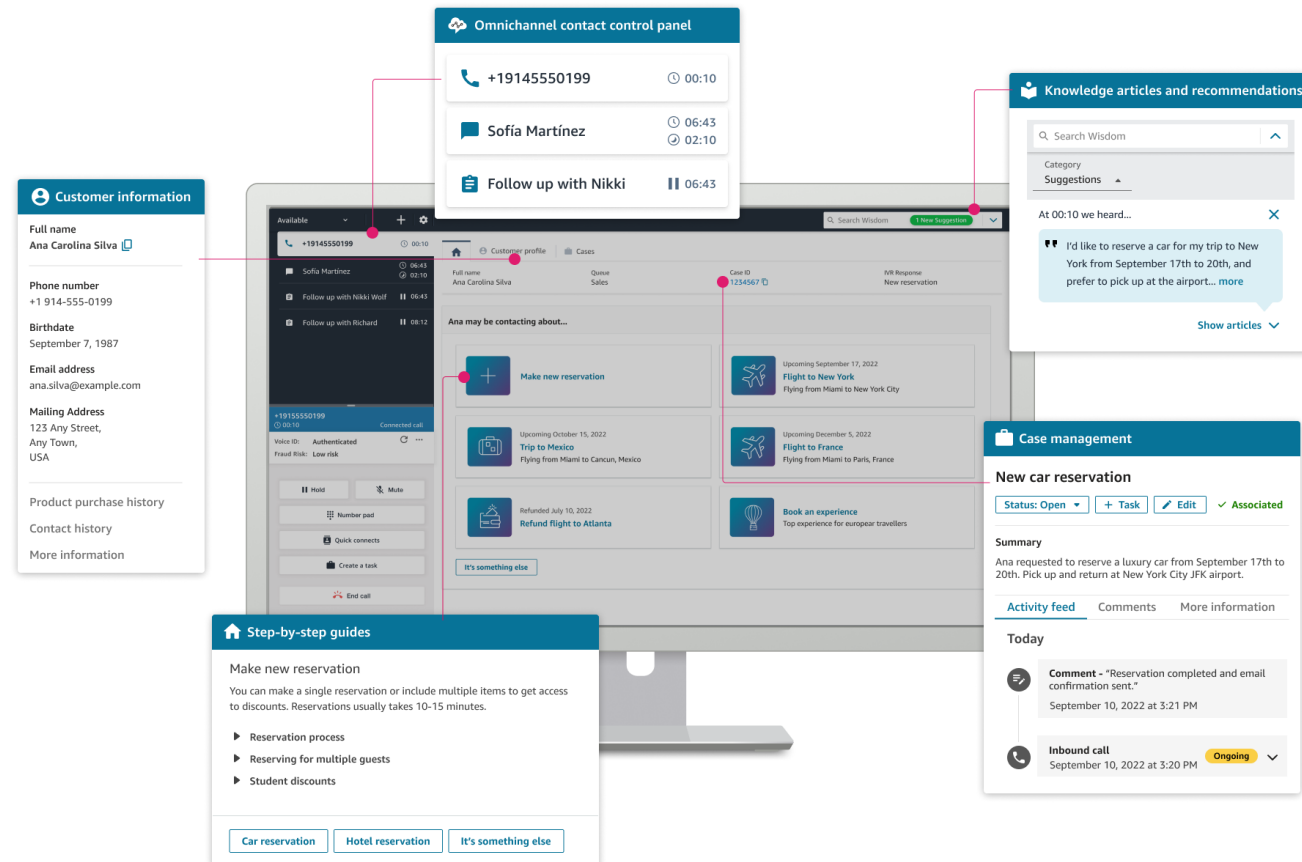 Omnichannel contact control panel
+19145550199
00:10
Sofía Martínez
06:43
02:10
Follow up with Nikki
06:43
Knowledge articles and recommendations
Search Wisdom
Category
Suggestions
At 00:10 we heard...
I'd like to reserve a car for my trip to New
York from September 17th to 20th, and
prefer to pick up at the airport... more
Show articles
Customer information
Full name
Ana Carolina Silva
Phone number
+1 914-555-0199
Birthdate
September 7, 1987
Email address
ana.silva@example.com
Mailing Address
123 Any Street,
Any Town,
USA
Product purchase history
Contact history
More information
Available
+19145550199
00:10
Sofía Martínez
06:43
02:10
Follow up with Nikki Wolf
06:43
Follow up with Richard
08:12
+19155550199
00:10
Connected call
Voice ID: Authenticated
Fraud Risk: Low risk
Hold
Mute
Number pad
Quick connects
Create a task
End call
Search Wisdom
1 New Suggestion
Customer profile
Cases
Full name
Ana Carolina Silva
Queue
Sales
Case ID
1234567
IVR Response
New reservation
Ana may be contacting about...
Make new reservation
Upcoming September 17, 2022
Flight to New York
Flying from Miami to New York City
Upcoming October 15, 2022
Trip to Mexico
Flying from Miami to Cancun, Mexico
Upcoming December 5, 2022
Flight to France
Flying from Miami to Paris, France
Refunded July 10, 2022
Refund flight to Atlanta
Book an experience
Top experience for europear travellers
It's something else
Case management
New car reservation
Status: Open
+ Task
Edit
Associated
Summary
Ana requested to reserve a luxury car from September 17th to
20th. Pick up and return at New York City JFK airport.
Activity feed
Comments
More information
Today
Comment - “Reservation completed and email
confirmation sent.”
September 10, 2022 at 3:21 PM
Inbound call
September 10, 2022 at 3:20 PM
Ongoing
Step-by-step guides
Make new reservation
You can make a single reservation or include multiple items to get access
to discounts. Reservations usually takes 10-15 minutes.
Reservation process
Reserving for multiple guests
Student discounts
Car reservation
Hotel reservation
It's something else